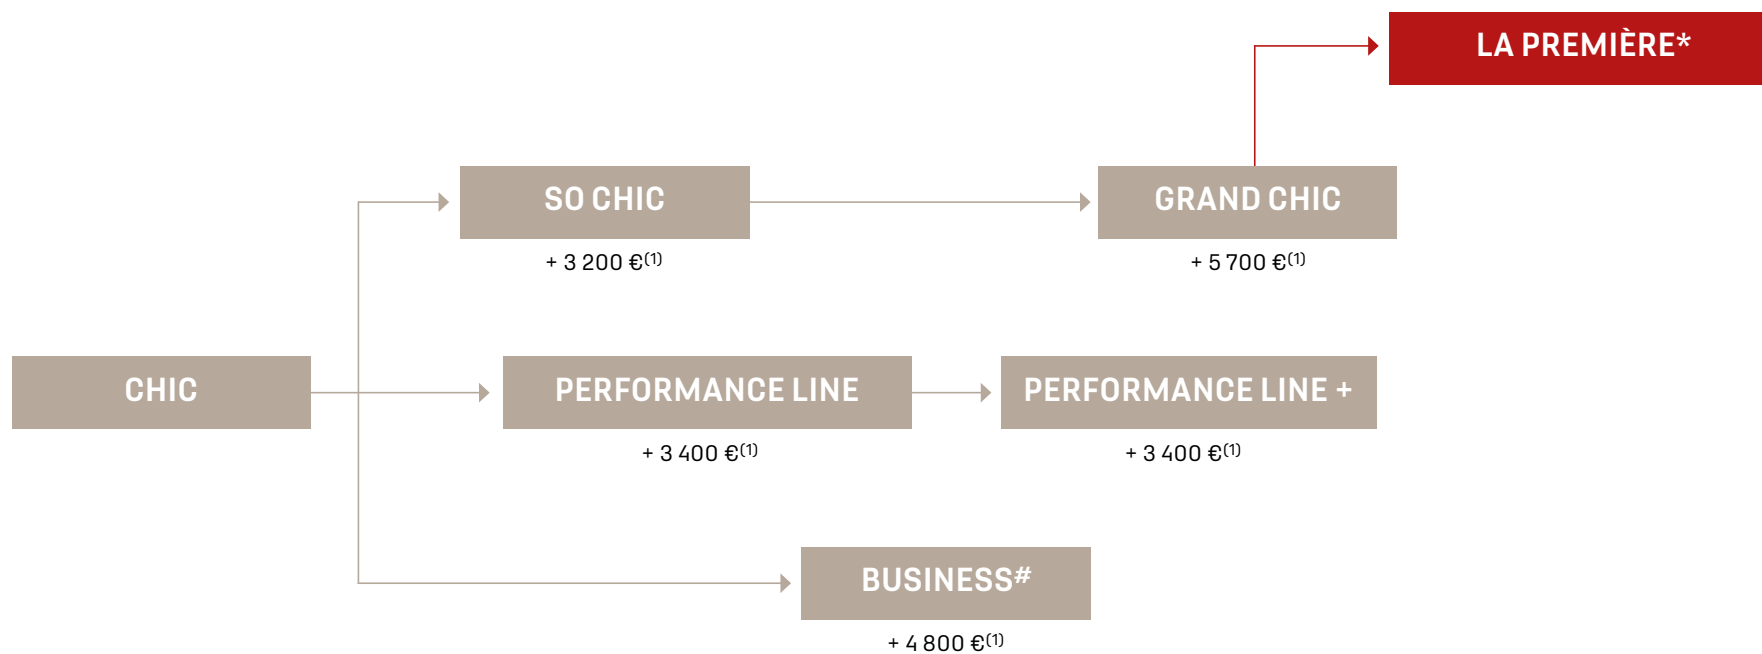 LA PREMIÈRE*
SO CHIC
GRAND CHIC
+ 3 200 €(1)
+ 5 700 €(1)
CHIC
PERFORMANCE LINE
PERFORMANCE LINE +
+ 3 400 €(1)
+ 3 400 €(1)
BUSINESS#
+ 4 800 €(1)